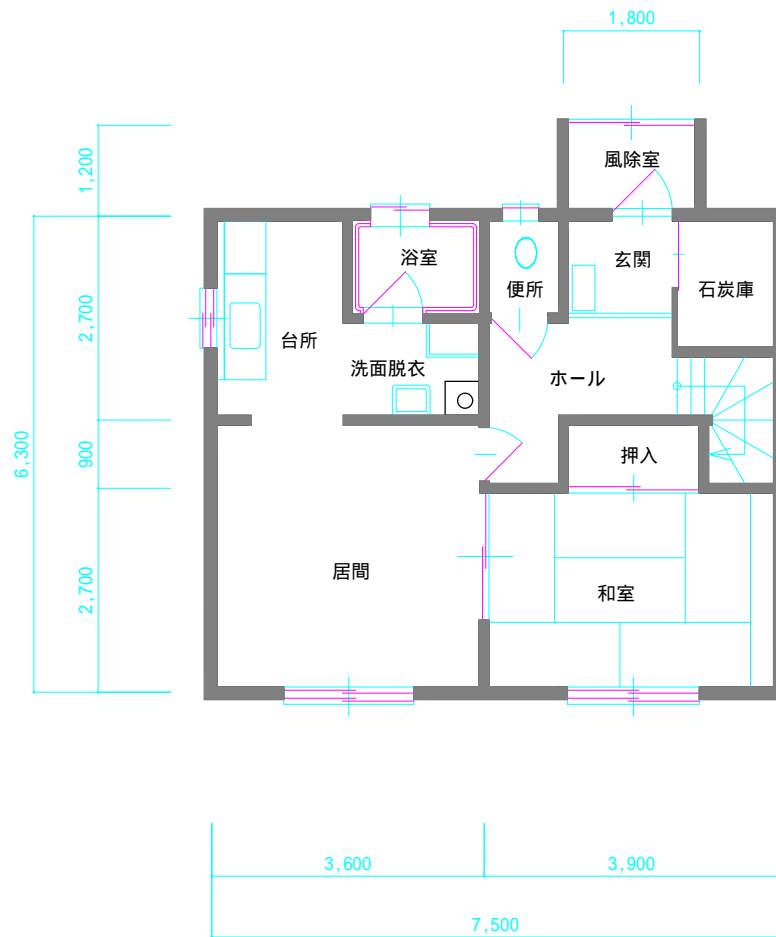 1,800
1,200
風除室
浴室
玄関
便所
石炭庫
2,700
台所
洗面脱衣
ホール
6,300
900
押入
居間
2,700
和室
3,600
3,900
7,500